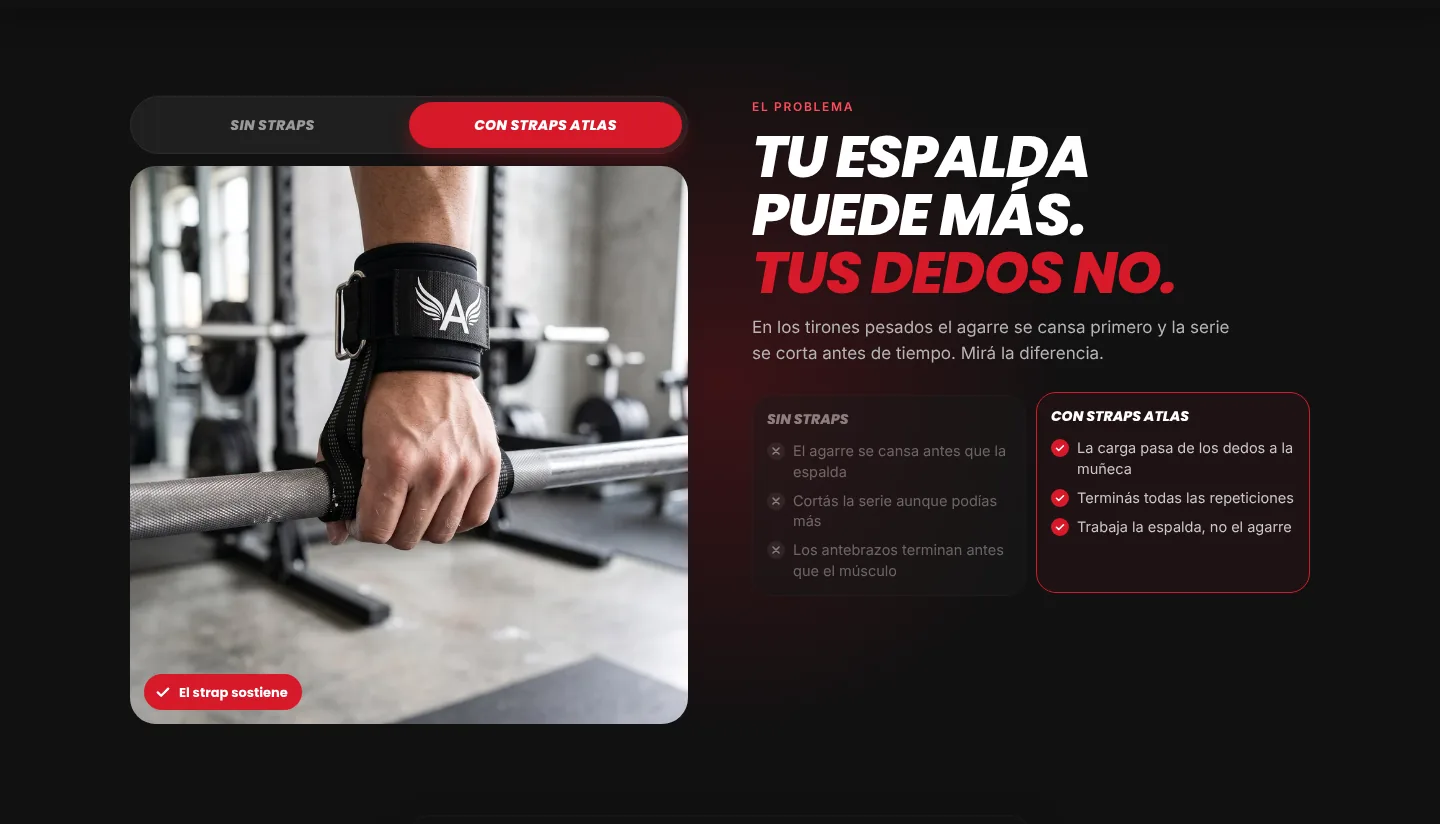 SIN STRAPS
CON STRAPS ATLAS
A
El strap sostiene
EL PROBLEMA
TU ESPALDA
PUEDE MÁS.
TUS DEDOS NO.
En los tirones pesados el agarre se cansa primero y la serie
se corta antes de tiempo. Mirá la diferencia.
SIN STRAPS
El agarre se cansa antes que la
espalda
Cortás la serie aunque podías
más
Los antebrazos terminan antes
que el músculo
CON STRAPS ATLAS
La carga pasa de los dedos a la
muñeca
Terminás todas las repeticiones
Trabaja la espalda, no el agarre